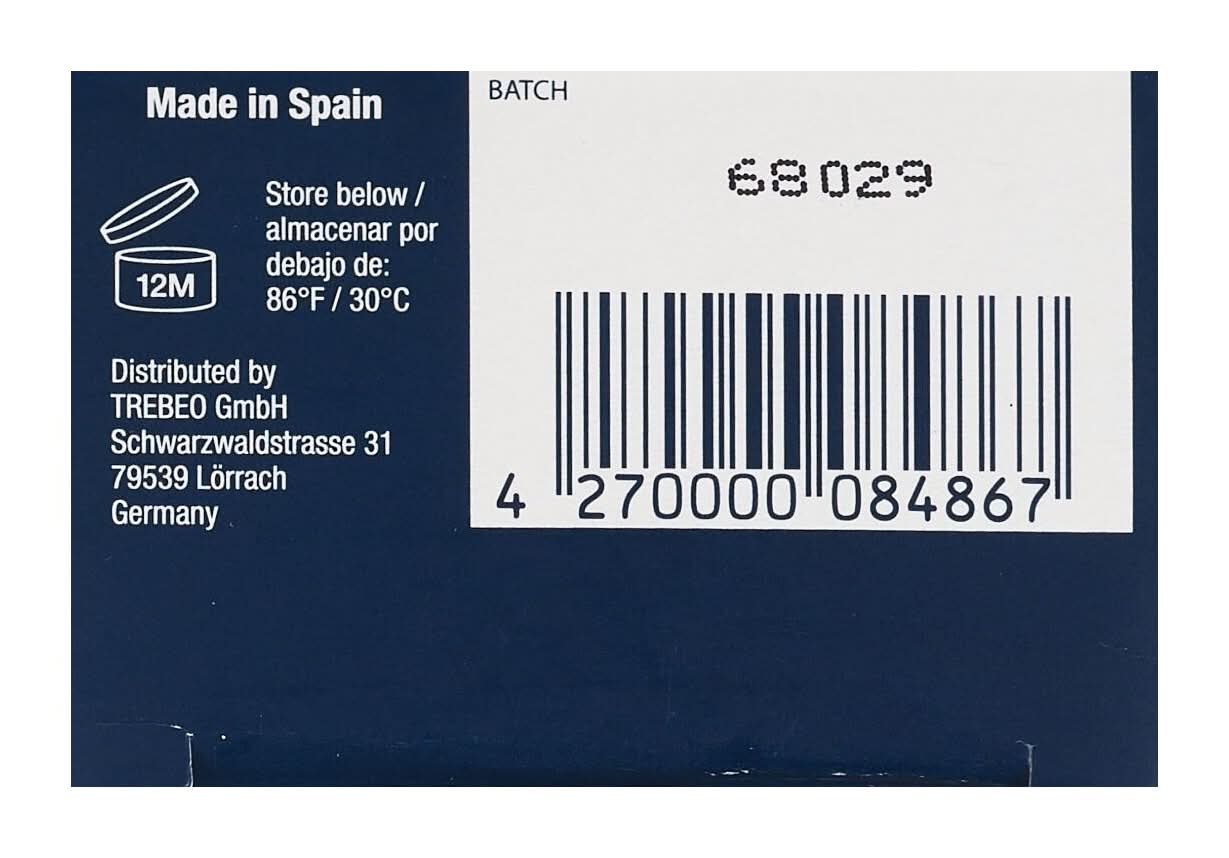 Made in Spain
12M
Store below /
almacenar por
debajo de:
86°F / 30°C
Distributed by
TREBEO GmbH
Schwarzwaldstrasse 31
79539 Lörrach
Germany
BATCH
68029
4 270000 084867